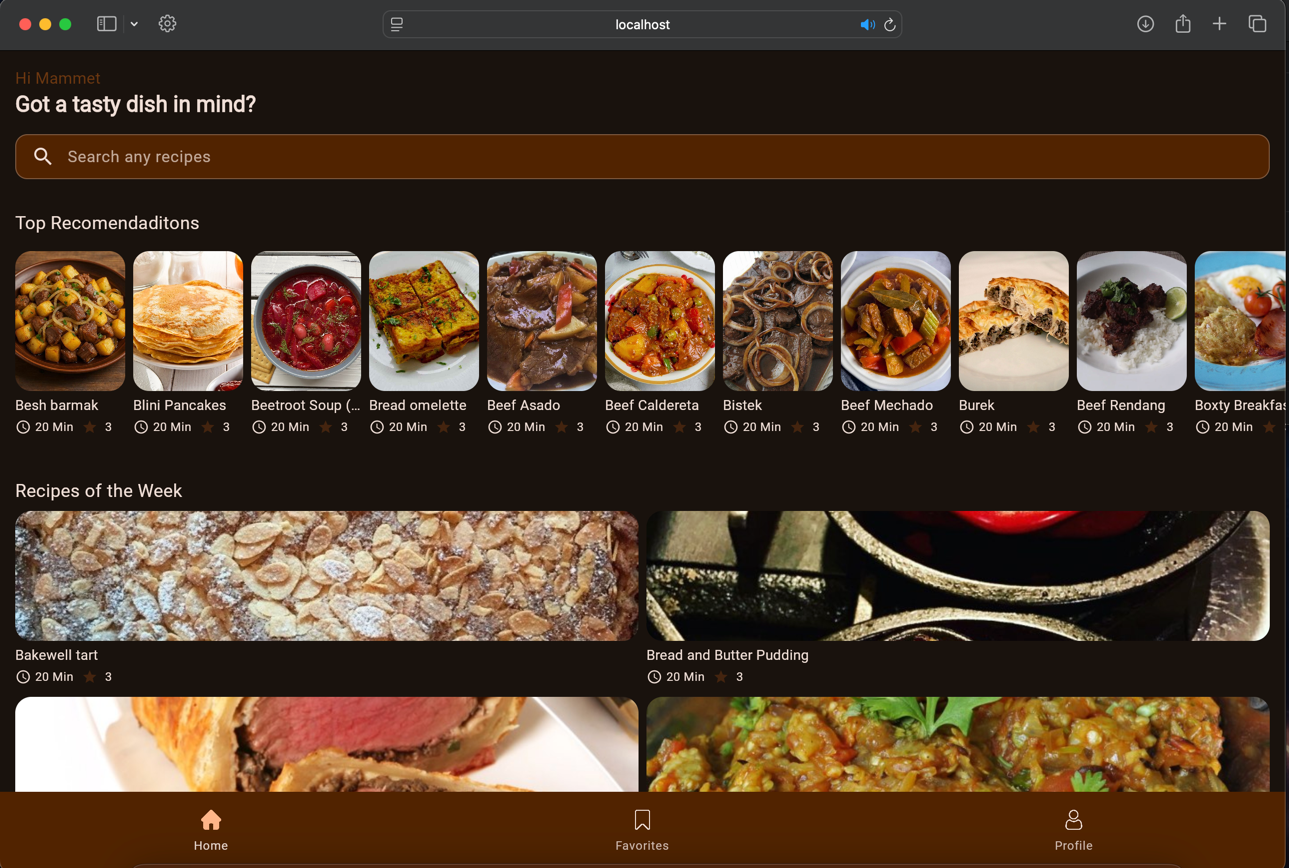 localhost
Hi Mammet
Got a tasty dish in mind?
Search any recipes
Top Recomendaditons
Besh barmak
20 Min 3
Blini Pancakes
20 Min 3
Beetroot Soup (...
20 Min 3
Bread omelette
20 Min 3
Beef Asado
20 Min 3
Beef Caldereta
20 Min 3
Bistek
20 Min 3
Beef Mechado
20 Min 3
Burek
20 Min 3
Beef Rendang
20 Min 3
Boxty Breakfas
20 Min
Recipes of the Week
Bakewell tart
20 Min 3
Bread and Butter Pudding
20 Min 3
Home
Favorites
Profile